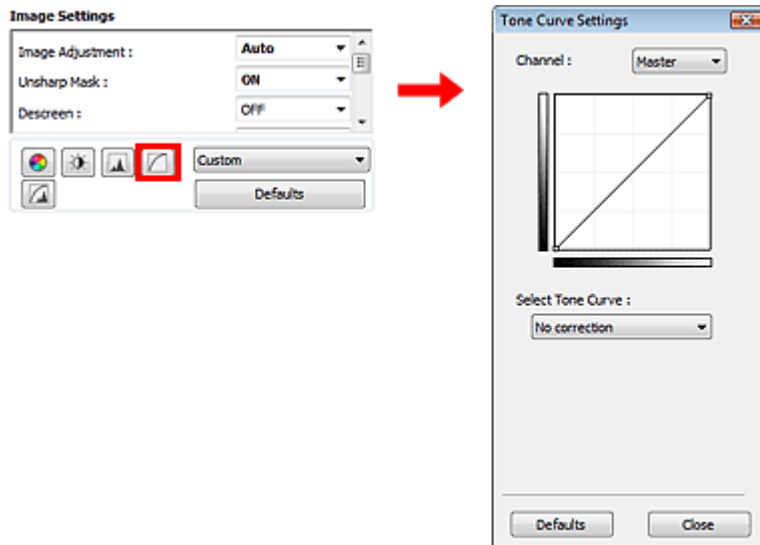 Image Settings
Image Adjustment :
Auto
Unsharp Mask :
ON
Descreen :
OFF
Custom
Defaults
Tone Curve Settings
Channel :
Master
Select Tone Curve :
No correction
Defaults
Close